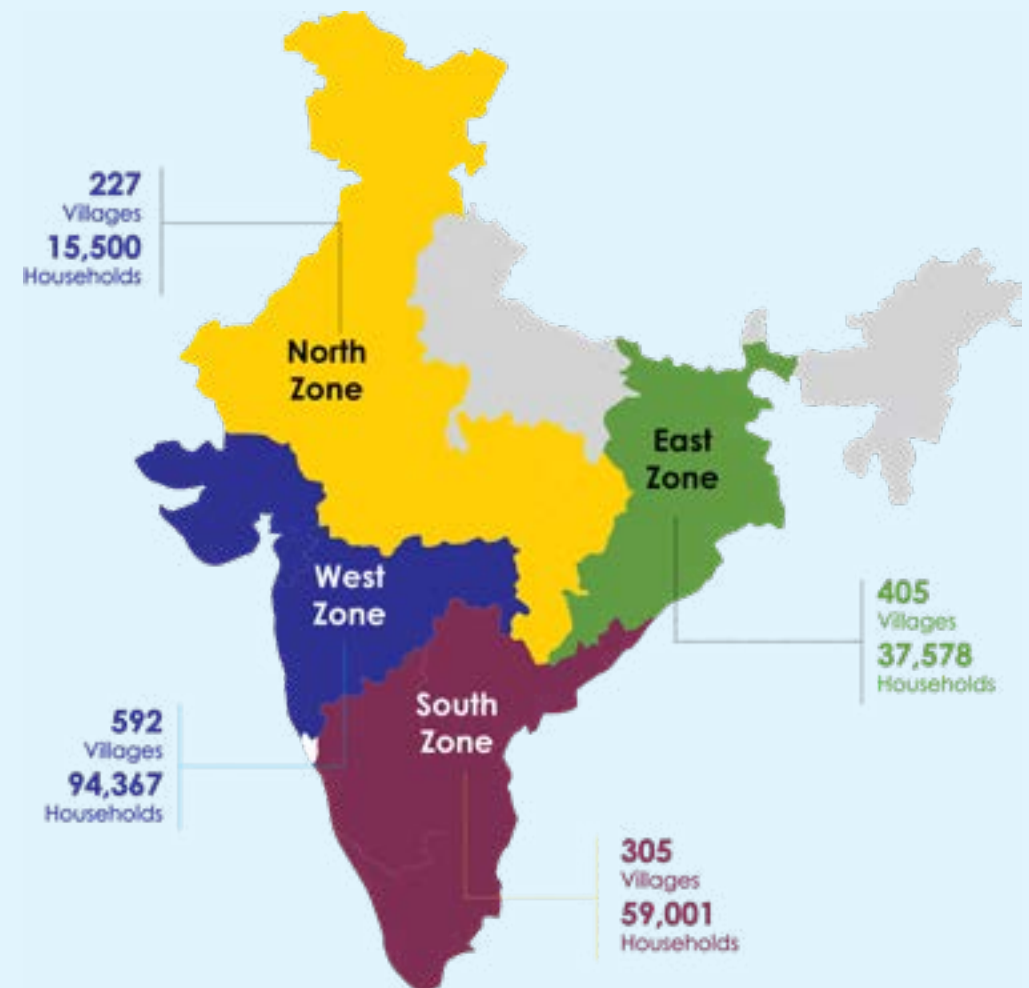 227
Villages
15,500
Households
North
Zone
East
Zone
West
Zone
405
Villages
37,578
Households
South
Zone
592
Villages
94,367
Households
305
Villages
59,001
Households